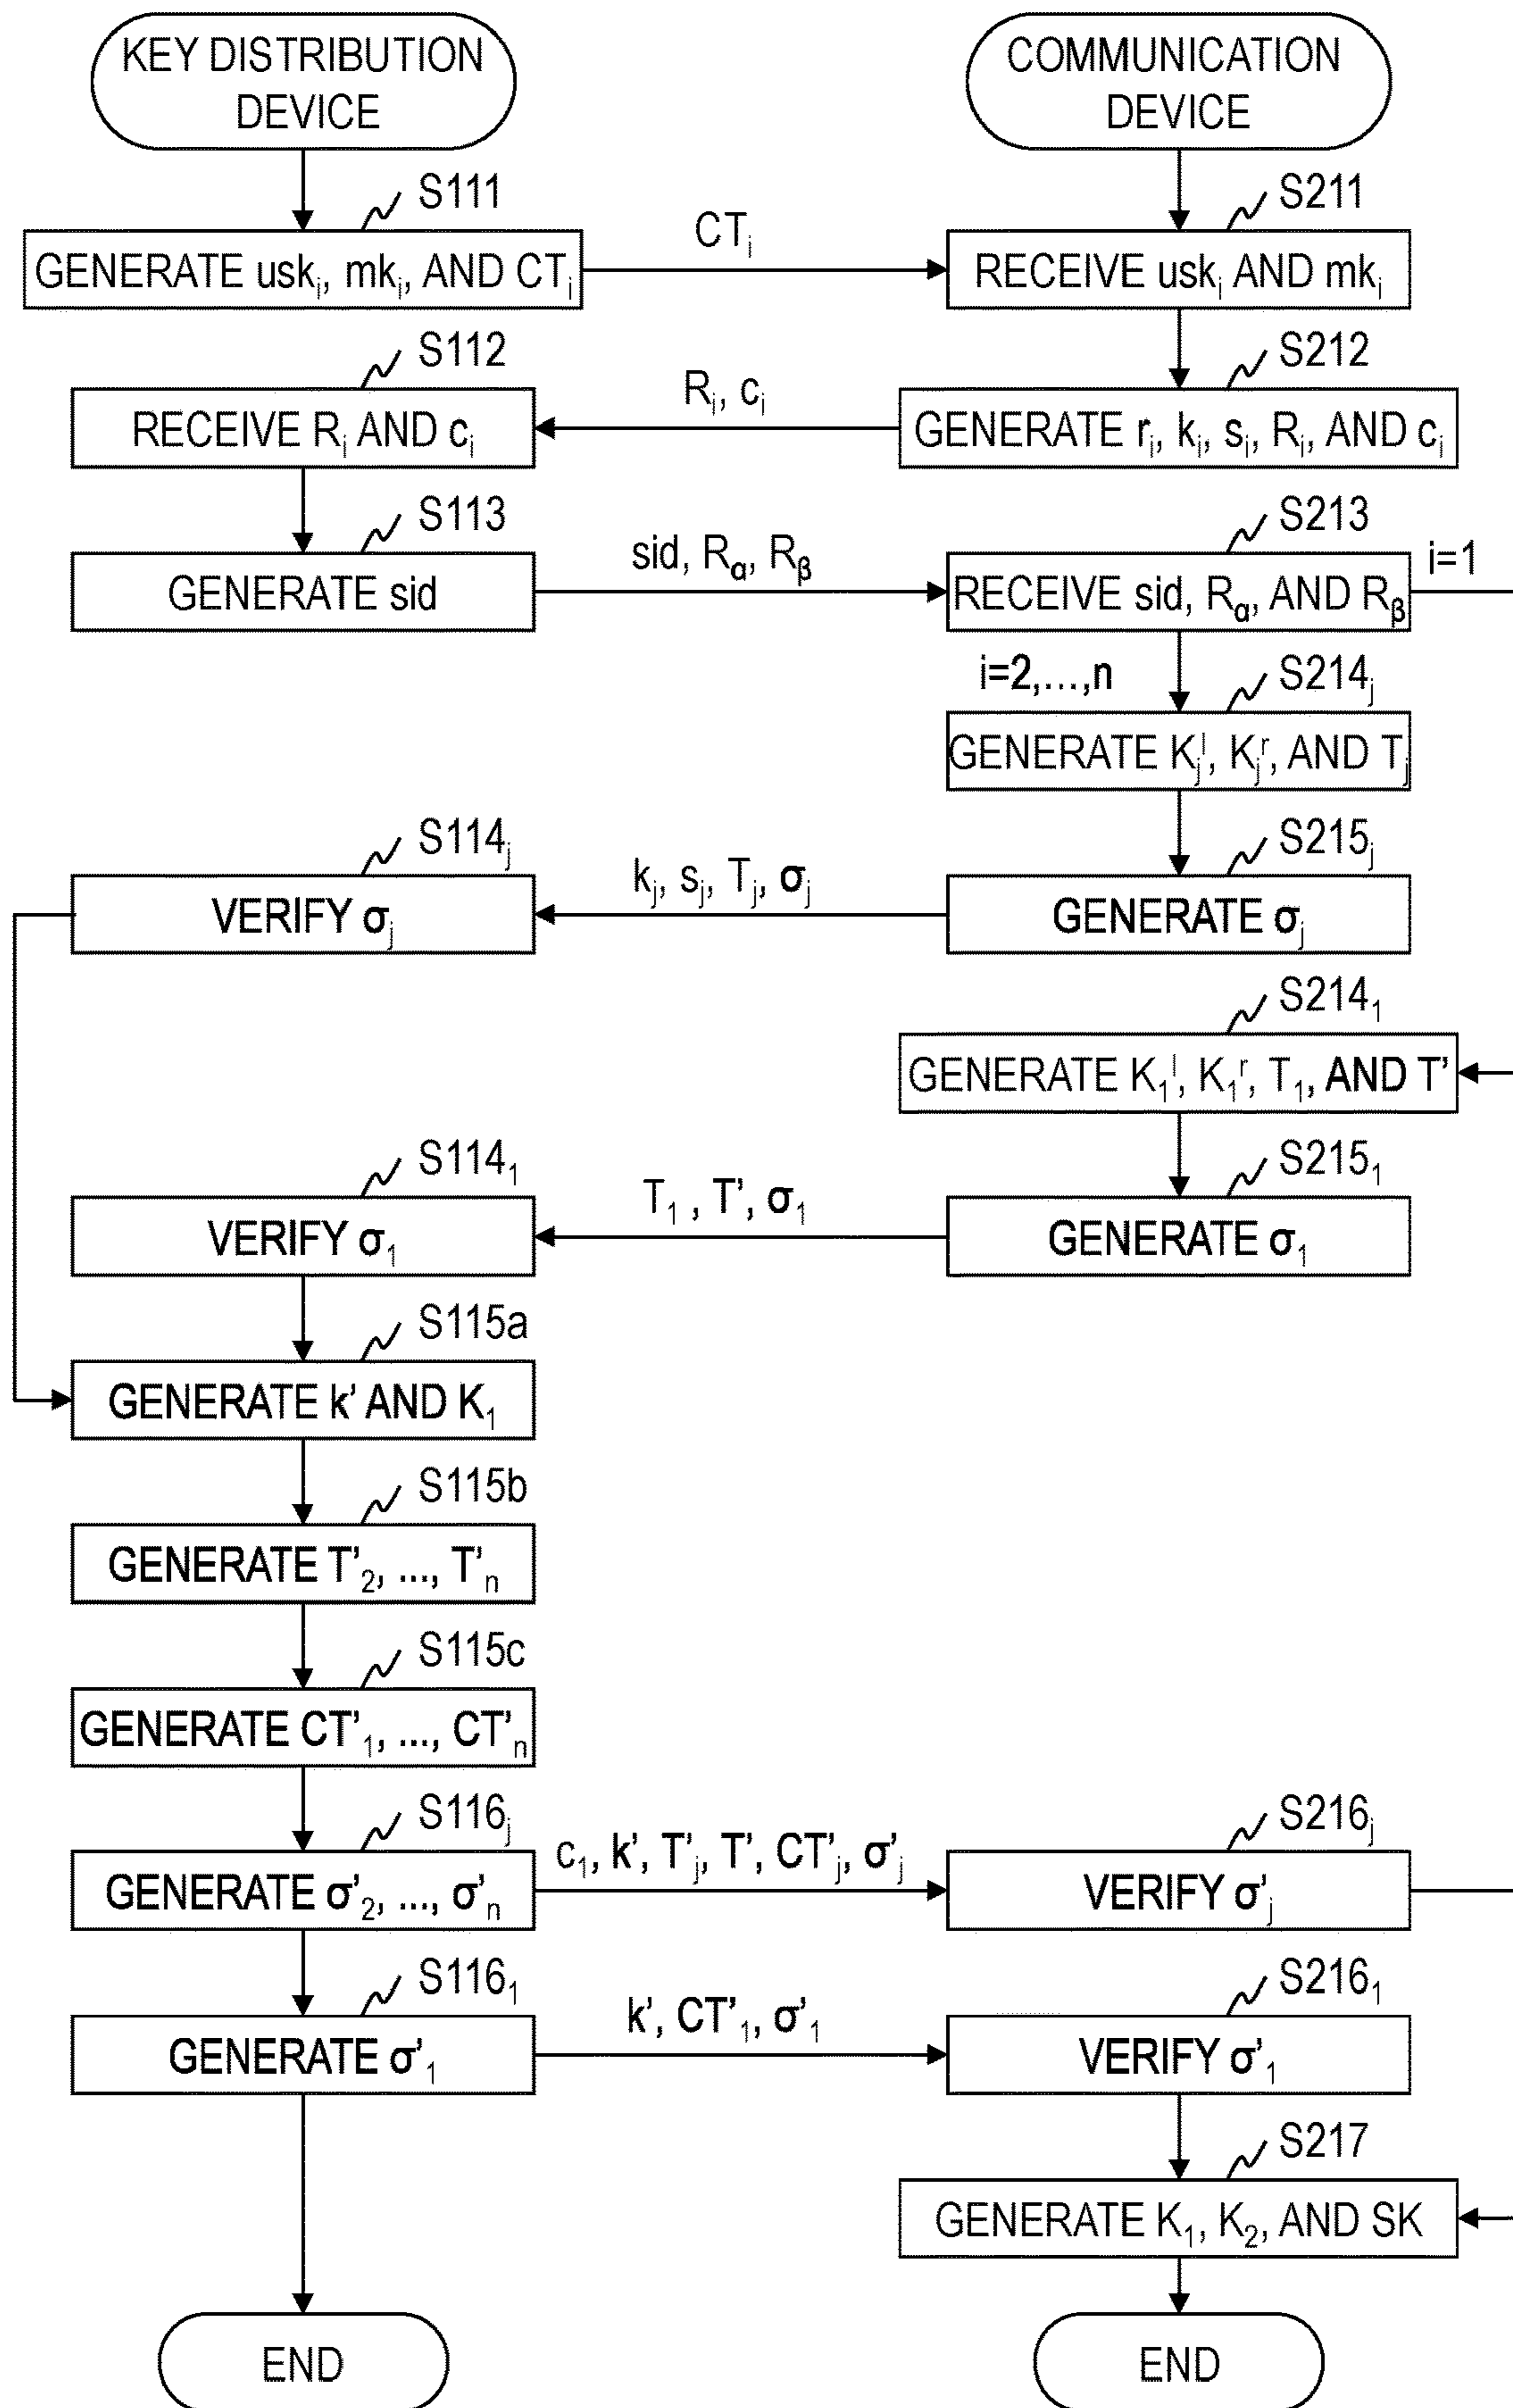 KEY DISTRIBUTION
DEVICE
COMMUNICATION
DEVICE
S111
S211
CTᵢ
GENERATE uskᵢ, mkᵢ, AND CTᵢ
RECEIVE uskᵢ AND mkᵢ
S112
S212
Rᵢ, cᵢ
RECEIVE Rᵢ AND cᵢ
GENERATE rᵢ, kᵢ, sᵢ, Rᵢ, AND cᵢ
S113
S213
sid, R_α, R_β
i=1
GENERATE sid
RECEIVE sid, R_α, AND R_β
i=2,...,n
S214ⱼ
GENERATE Kⱼˡ, Kⱼʳ, AND Tⱼ
S114ⱼ
S215ⱼ
kⱼ, sⱼ, Tⱼ, σⱼ
VERIFY σⱼ
GENERATE σⱼ
S214₁
GENERATE K₁ˡ, K₁ʳ, T₁, AND T'
S114₁
S215₁
T₁ , T', σ₁
VERIFY σ₁
GENERATE σ₁
S115a
GENERATE k' AND K₁
S115b
GENERATE T'₂, ..., T'ₙ
S115c
GENERATE CT'₁, ..., CT'ₙ
S116ⱼ
S216ⱼ
c₁, k', T'ⱼ, T', CT'ⱼ, σ'ⱼ
GENERATE σ'₂, ..., σ'ₙ
VERIFY σ'ⱼ
S116₁
S216₁
k', CT'₁, σ'₁
GENERATE σ'₁
VERIFY σ'₁
S217
GENERATE K₁, K₂, AND SK
END
END